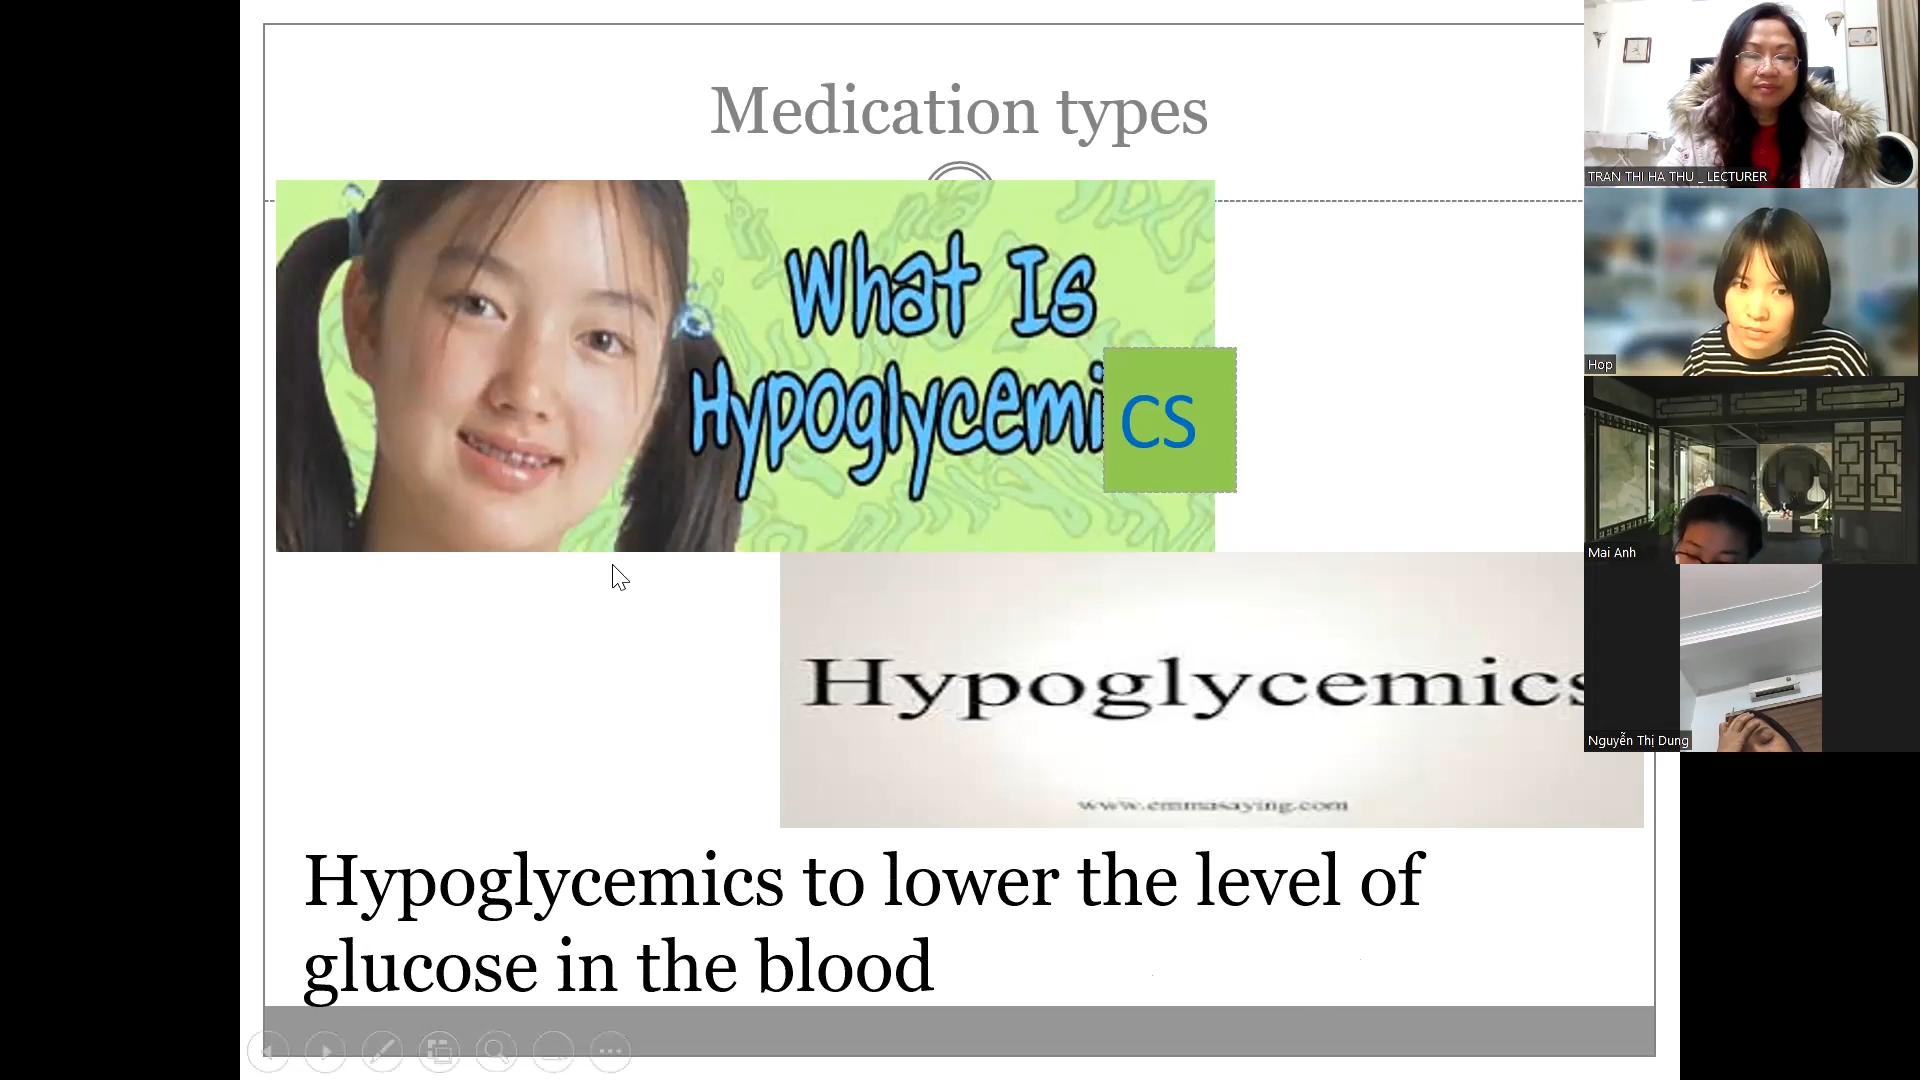 Medication types
What Is
Hypoglycemi
CS
Hypoglycemics
www.emmasaying.com
Hypoglycemics to lower the level of
glucose in the blood
TRAN THI HA THU _ LECTURER
Hop
Mai Anh
Nguyễn Thị Dung